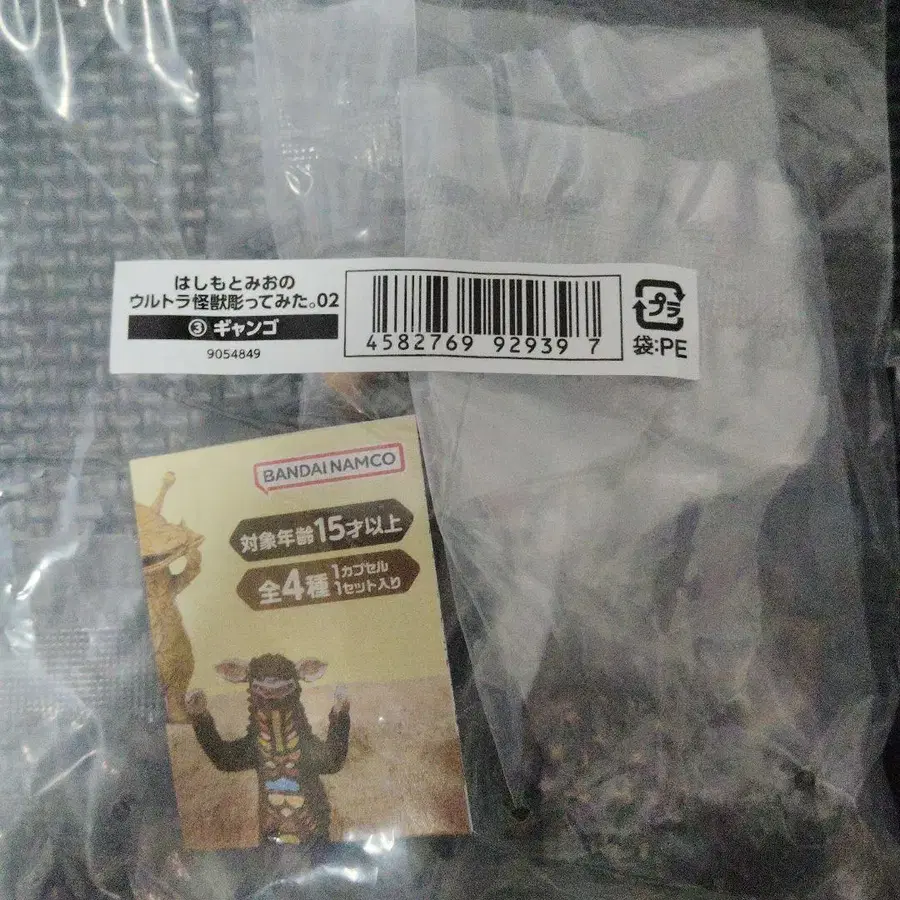 はしもとみおの
ウルトラ怪獣彫ってみた。02
③ ギャンゴ
9054849
4582769 92939 7
プラ
袋:PE
BANDAI NAMCO
対象年齢15才以上
全4種 1カプセル
1セット入り